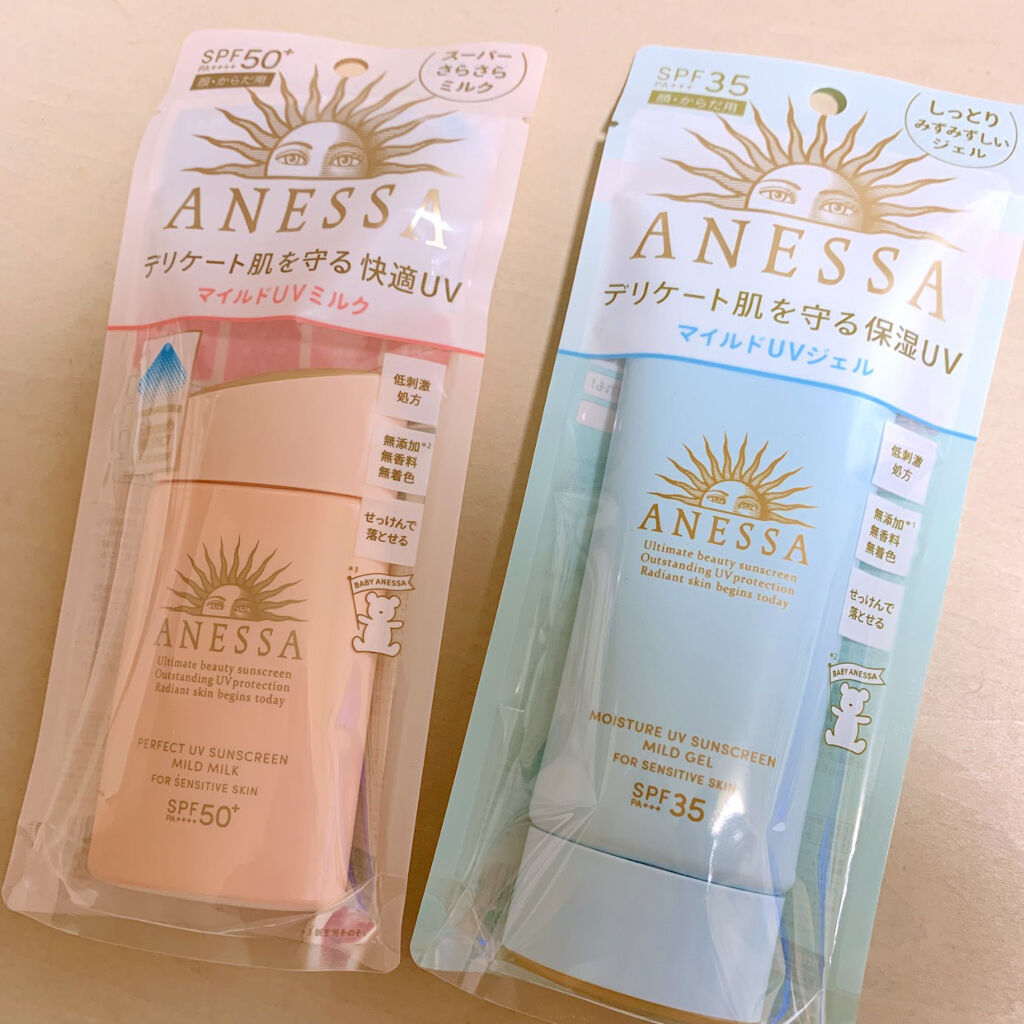 SPF50+
PA++++
顔・からだ用
スーパー
さらさら
ミルク
ANESSA
デリケート肌を守る快適UV
マイルドUVミルク
低刺激
処方
無添加*2
無香料
無着色
せっけんで
落とせる
*3
BABY ANESSA
ANESSA
Ultimate beauty sunscreen
Outstanding UV protection
Radiant skin begins today
PERFECT UV SUNSCREEN
MILD MILK
FOR SENSITIVE SKIN
SPF50+
PA++++
SPF35
PA+++
顔・からだ用
しっとり
みずみずしい
ジェル
ANESSA
デリケート肌を守る保湿UV
マイルドUVジェル
低刺激
処方
無添加*1
無香料
無着色
せっけんで
落とせる
*2
BABY ANESSA
ANESSA
Ultimate beauty sunscreen
Outstanding UV protection
Radiant skin begins today
MOISTURE UV SUNSCREEN
MILD GEL
FOR SENSITIVE SKIN
SPF35
PA+++